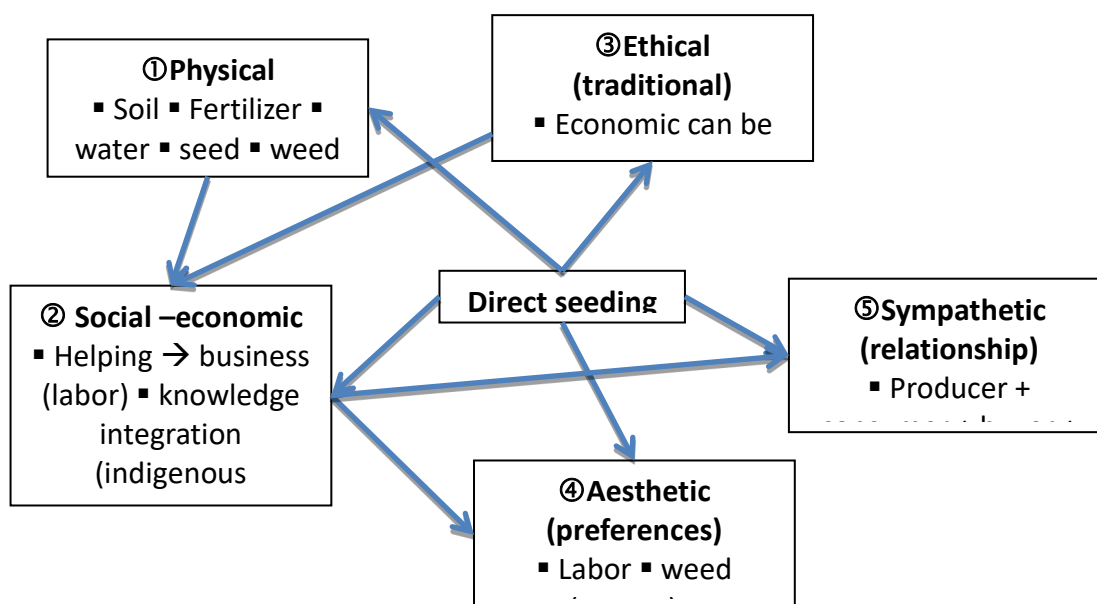 ①Physical
▪ Soil ▪ Fertilizer ▪
water ▪ seed ▪ weed
③Ethical
(traditional)
▪ Economic can be
Direct seeding
② Social –economic
▪ Helping → business
(labor) ▪ knowledge
integration
(indigenous
⑤Sympathetic
(relationship)
▪ Producer +
④Aesthetic
(preferences)
▪ Labor ▪ weed